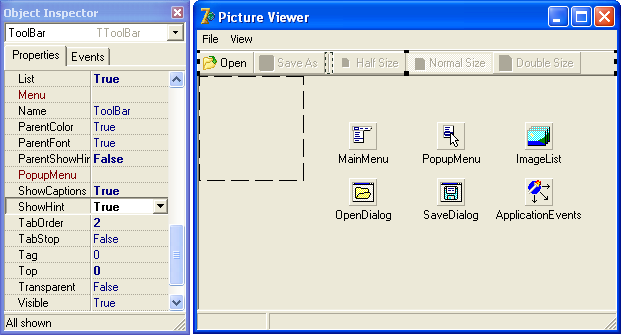 Object Inspector
ToolBar TToolBar
Properties Events
List True
Menu
Name ToolBar
ParentColor True
ParentFont True
ParentShowHir False
PopupMenu
ShowCaptions True
ShowHint True
TabOrder 2
TabStop False
Tag 0
Top 0
Transparent False
Visible True
All shown
Picture Viewer
File View
Open Save As Half Size Normal Size Double Size
MainMenu PopupMenu ImageList
OpenDialog SaveDialog ApplicationEvents